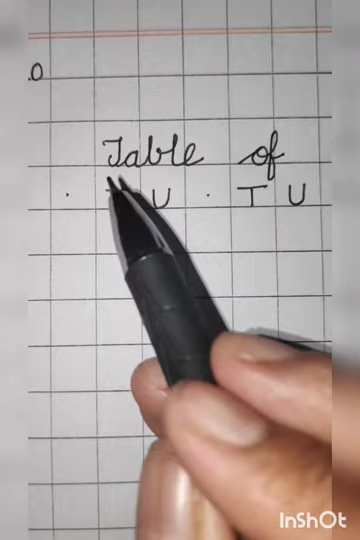 0
Table of
. T U . T U
InShOt